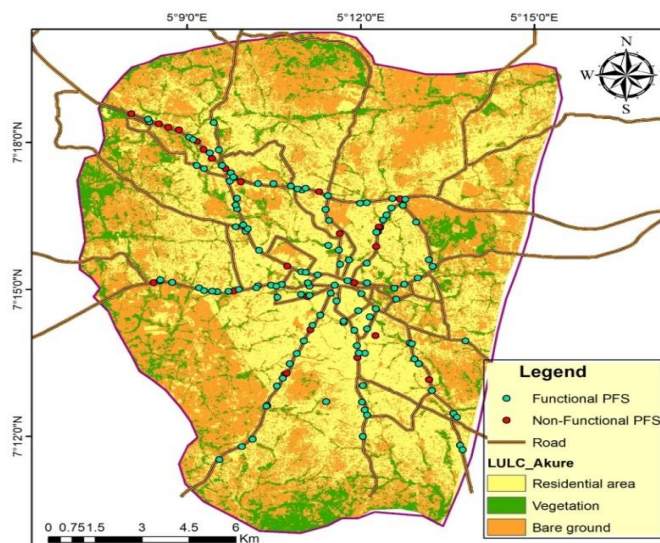 5°9'0"E 5°12'0"E 5°15'0"E
N
W E
S
7°18'0"N
7°15'0"N
7°12'0"N
Legend
Functional PFS
Non-Functional PFS
Road
LULC_Akure
Residential area
Vegetation
Bare ground
0 0.75 1.5 3 4.5 6
Km